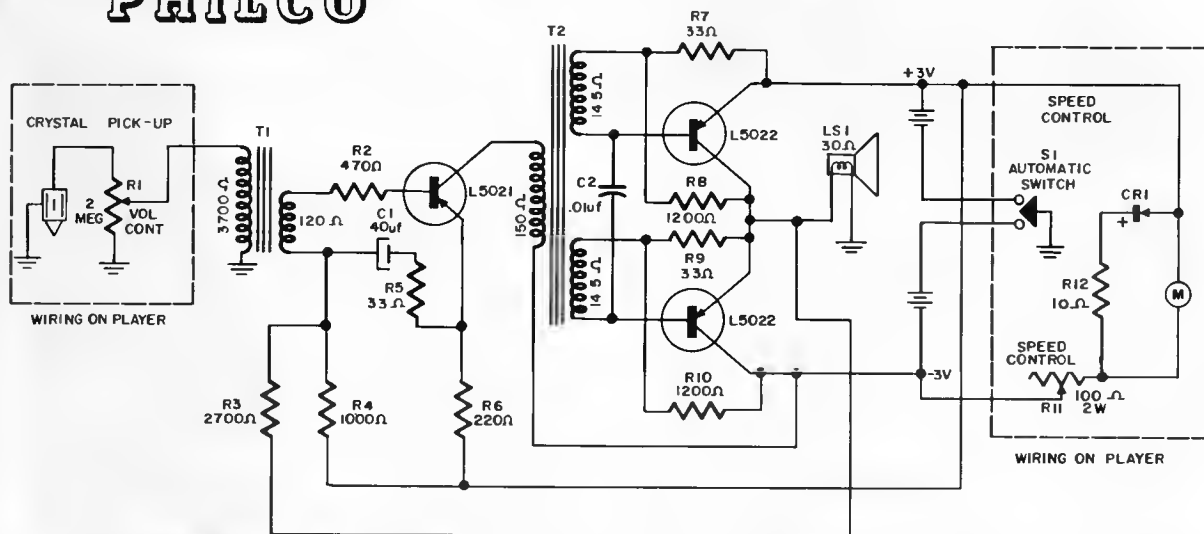 PHILCO
CRYSTAL PICK-UP
R1
2 MEG
VOL CONT
WIRING ON PLAYER
T1
3700Ω
120Ω
R2
470Ω
C1
40uf
R5
33Ω
L5021
R3
2700Ω
R4
1000Ω
R6
220Ω
T2
150Ω
14.5Ω
14.5Ω
C2
.01uf
R7
33Ω
L5022
R8
1200Ω
R9
33Ω
L5022
R10
1200Ω
LS1
30Ω
+3V
-3V
SPEED CONTROL
S1
AUTOMATIC SWITCH
CR1
+
R12
10Ω
M
SPEED CONTROL
R11
100Ω
2W
WIRING ON PLAYER